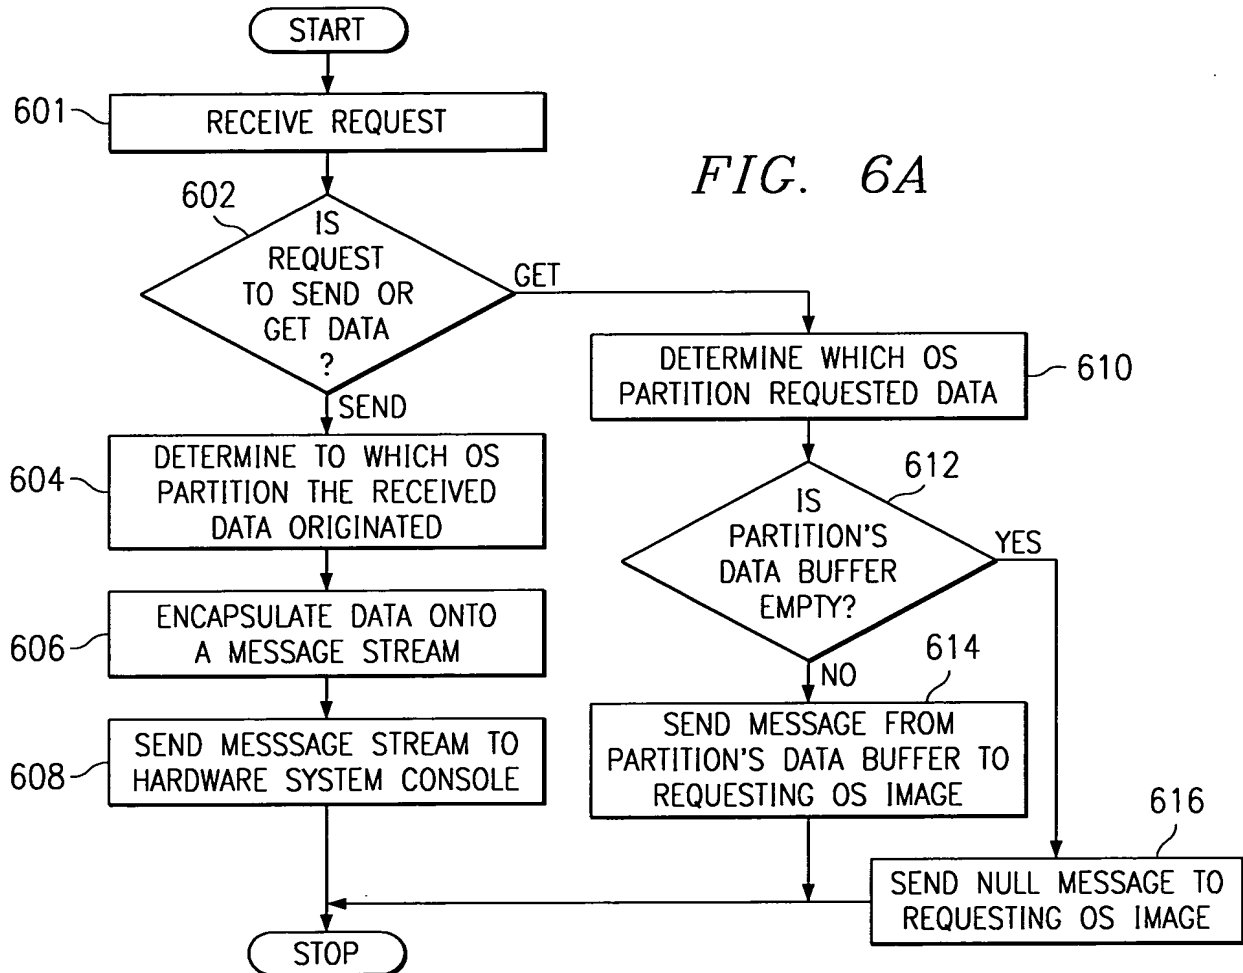 START
601
RECEIVE REQUEST
FIG. 6A
602
IS
REQUEST
TO SEND OR
GET DATA
?
GET
SEND
DETERMINE WHICH OS
PARTITION REQUESTED DATA
610
604
DETERMINE TO WHICH OS
PARTITION THE RECEIVED
DATA ORIGINATED
612
IS
PARTITION'S
DATA BUFFER
EMPTY?
YES
NO
606
ENCAPSULATE DATA ONTO
A MESSAGE STREAM
614
SEND MESSAGE FROM
PARTITION'S DATA BUFFER TO
REQUESTING OS IMAGE
608
SEND MESSSAGE STREAM TO
HARDWARE SYSTEM CONSOLE
616
SEND NULL MESSAGE TO
REQUESTING OS IMAGE
STOP